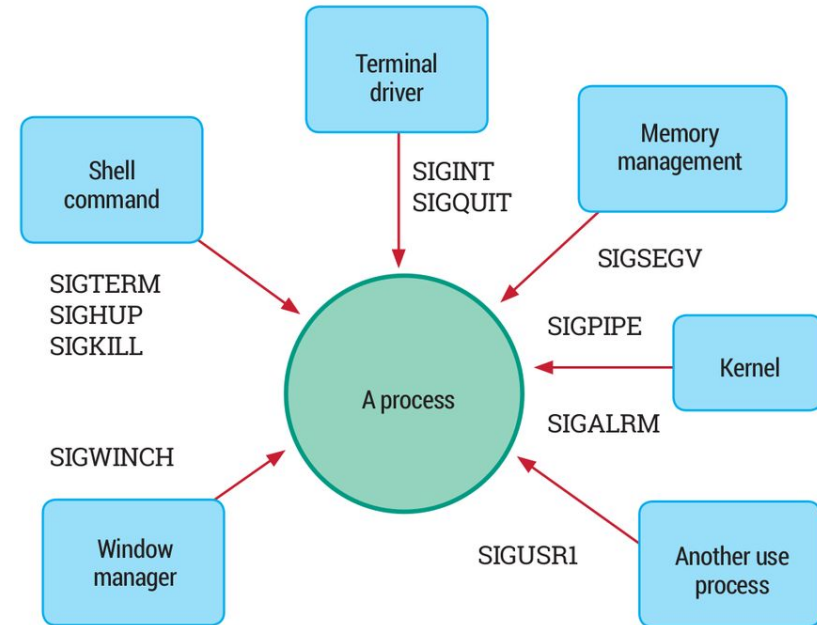 Terminal
driver
Memory
management
Shell
command
SIGINT
SIGQUIT
SIGSEGV
SIGTERM
SIGHUP
SIGKILL
SIGPIPE
Kernel
A process
SIGALRM
SIGWINCH
Window
manager
SIGUSR1
Another use
process